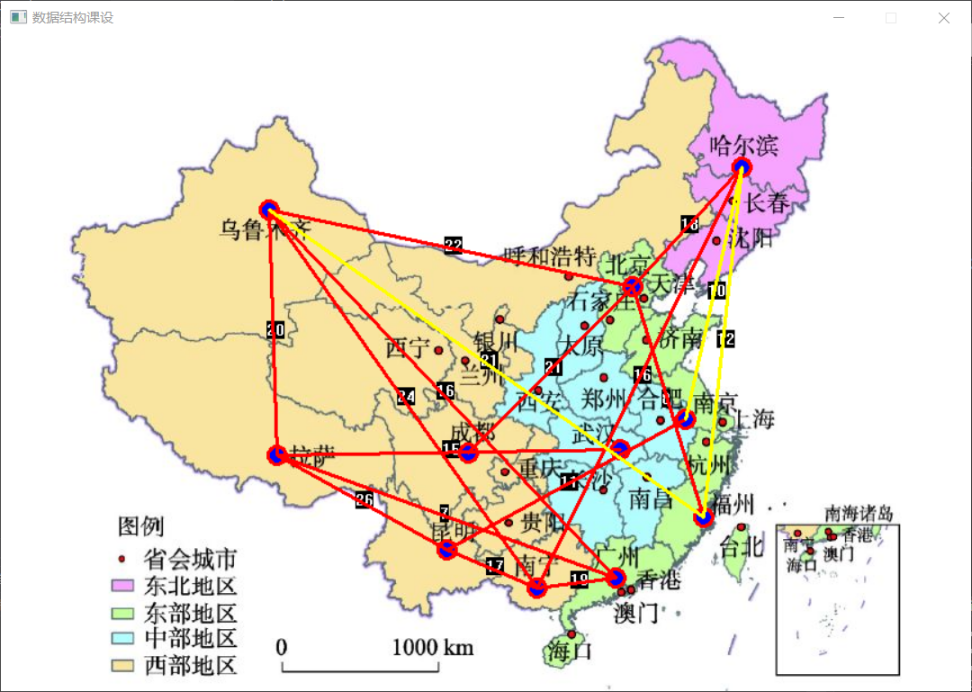 数据结构课设
哈尔滨
长春
乌鲁木齐
18
沈阳
22
呼和浩特
北京
天津
10
石家庄
20
银川
太原
济南
12
西宁
21
21
兰州
16
24
16
西安
郑州
合肥
南京
上海
成都
武汉
15
拉萨
重庆
杭州
长沙
26
南昌
福州
7
图例
昆明
贵阳
南海诸岛
省会城市
台北
南宁
香港
广州
澳门
17
南宁
19
香港
海口
东北地区
澳门
东部地区
中部地区
0
1000 km
海口
西部地区